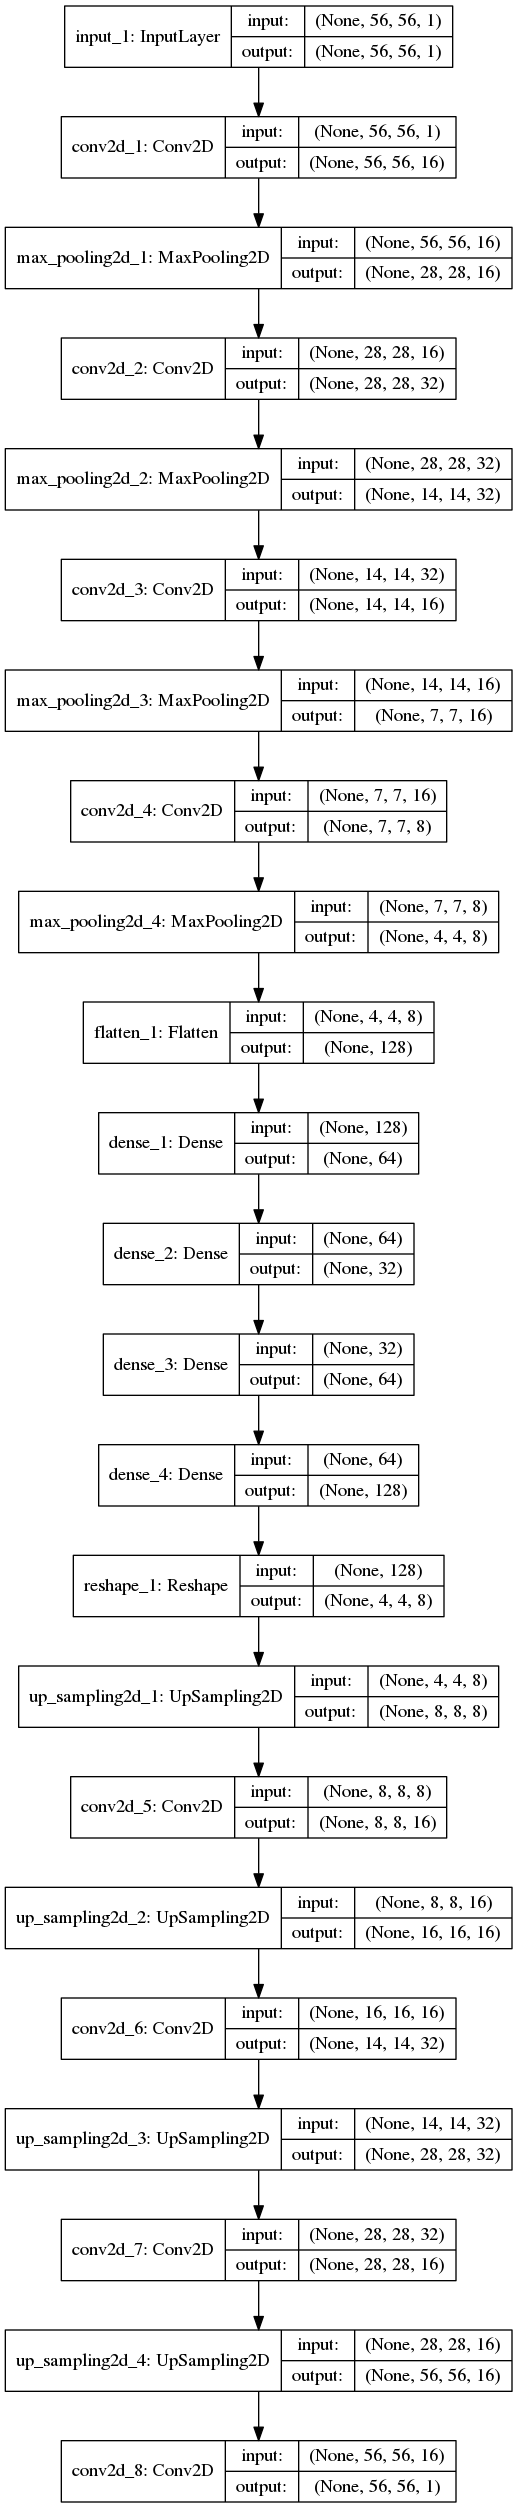 input_1: InputLayer
input: (None, 56, 56, 1)
output: (None, 56, 56, 1)
conv2d_1: Conv2D
input: (None, 56, 56, 1)
output: (None, 56, 56, 16)
max_pooling2d_1: MaxPooling2D
input: (None, 56, 56, 16)
output: (None, 28, 28, 16)
conv2d_2: Conv2D
input: (None, 28, 28, 16)
output: (None, 28, 28, 32)
max_pooling2d_2: MaxPooling2D
input: (None, 28, 28, 32)
output: (None, 14, 14, 32)
conv2d_3: Conv2D
input: (None, 14, 14, 32)
output: (None, 14, 14, 16)
max_pooling2d_3: MaxPooling2D
input: (None, 14, 14, 16)
output: (None, 7, 7, 16)
conv2d_4: Conv2D
input: (None, 7, 7, 16)
output: (None, 7, 7, 8)
max_pooling2d_4: MaxPooling2D
input: (None, 7, 7, 8)
output: (None, 4, 4, 8)
flatten_1: Flatten
input: (None, 4, 4, 8)
output: (None, 128)
dense_1: Dense
input: (None, 128)
output: (None, 64)
dense_2: Dense
input: (None, 64)
output: (None, 32)
dense_3: Dense
input: (None, 32)
output: (None, 64)
dense_4: Dense
input: (None, 64)
output: (None, 128)
reshape_1: Reshape
input: (None, 128)
output: (None, 4, 4, 8)
up_sampling2d_1: UpSampling2D
input: (None, 4, 4, 8)
output: (None, 8, 8, 8)
conv2d_5: Conv2D
input: (None, 8, 8, 8)
output: (None, 8, 8, 16)
up_sampling2d_2: UpSampling2D
input: (None, 8, 8, 16)
output: (None, 16, 16, 16)
conv2d_6: Conv2D
input: (None, 16, 16, 16)
output: (None, 14, 14, 32)
up_sampling2d_3: UpSampling2D
input: (None, 14, 14, 32)
output: (None, 28, 28, 32)
conv2d_7: Conv2D
input: (None, 28, 28, 32)
output: (None, 28, 28, 16)
up_sampling2d_4: UpSampling2D
input: (None, 28, 28, 16)
output: (None, 56, 56, 16)
conv2d_8: Conv2D
input: (None, 56, 56, 16)
output: (None, 56, 56, 1)